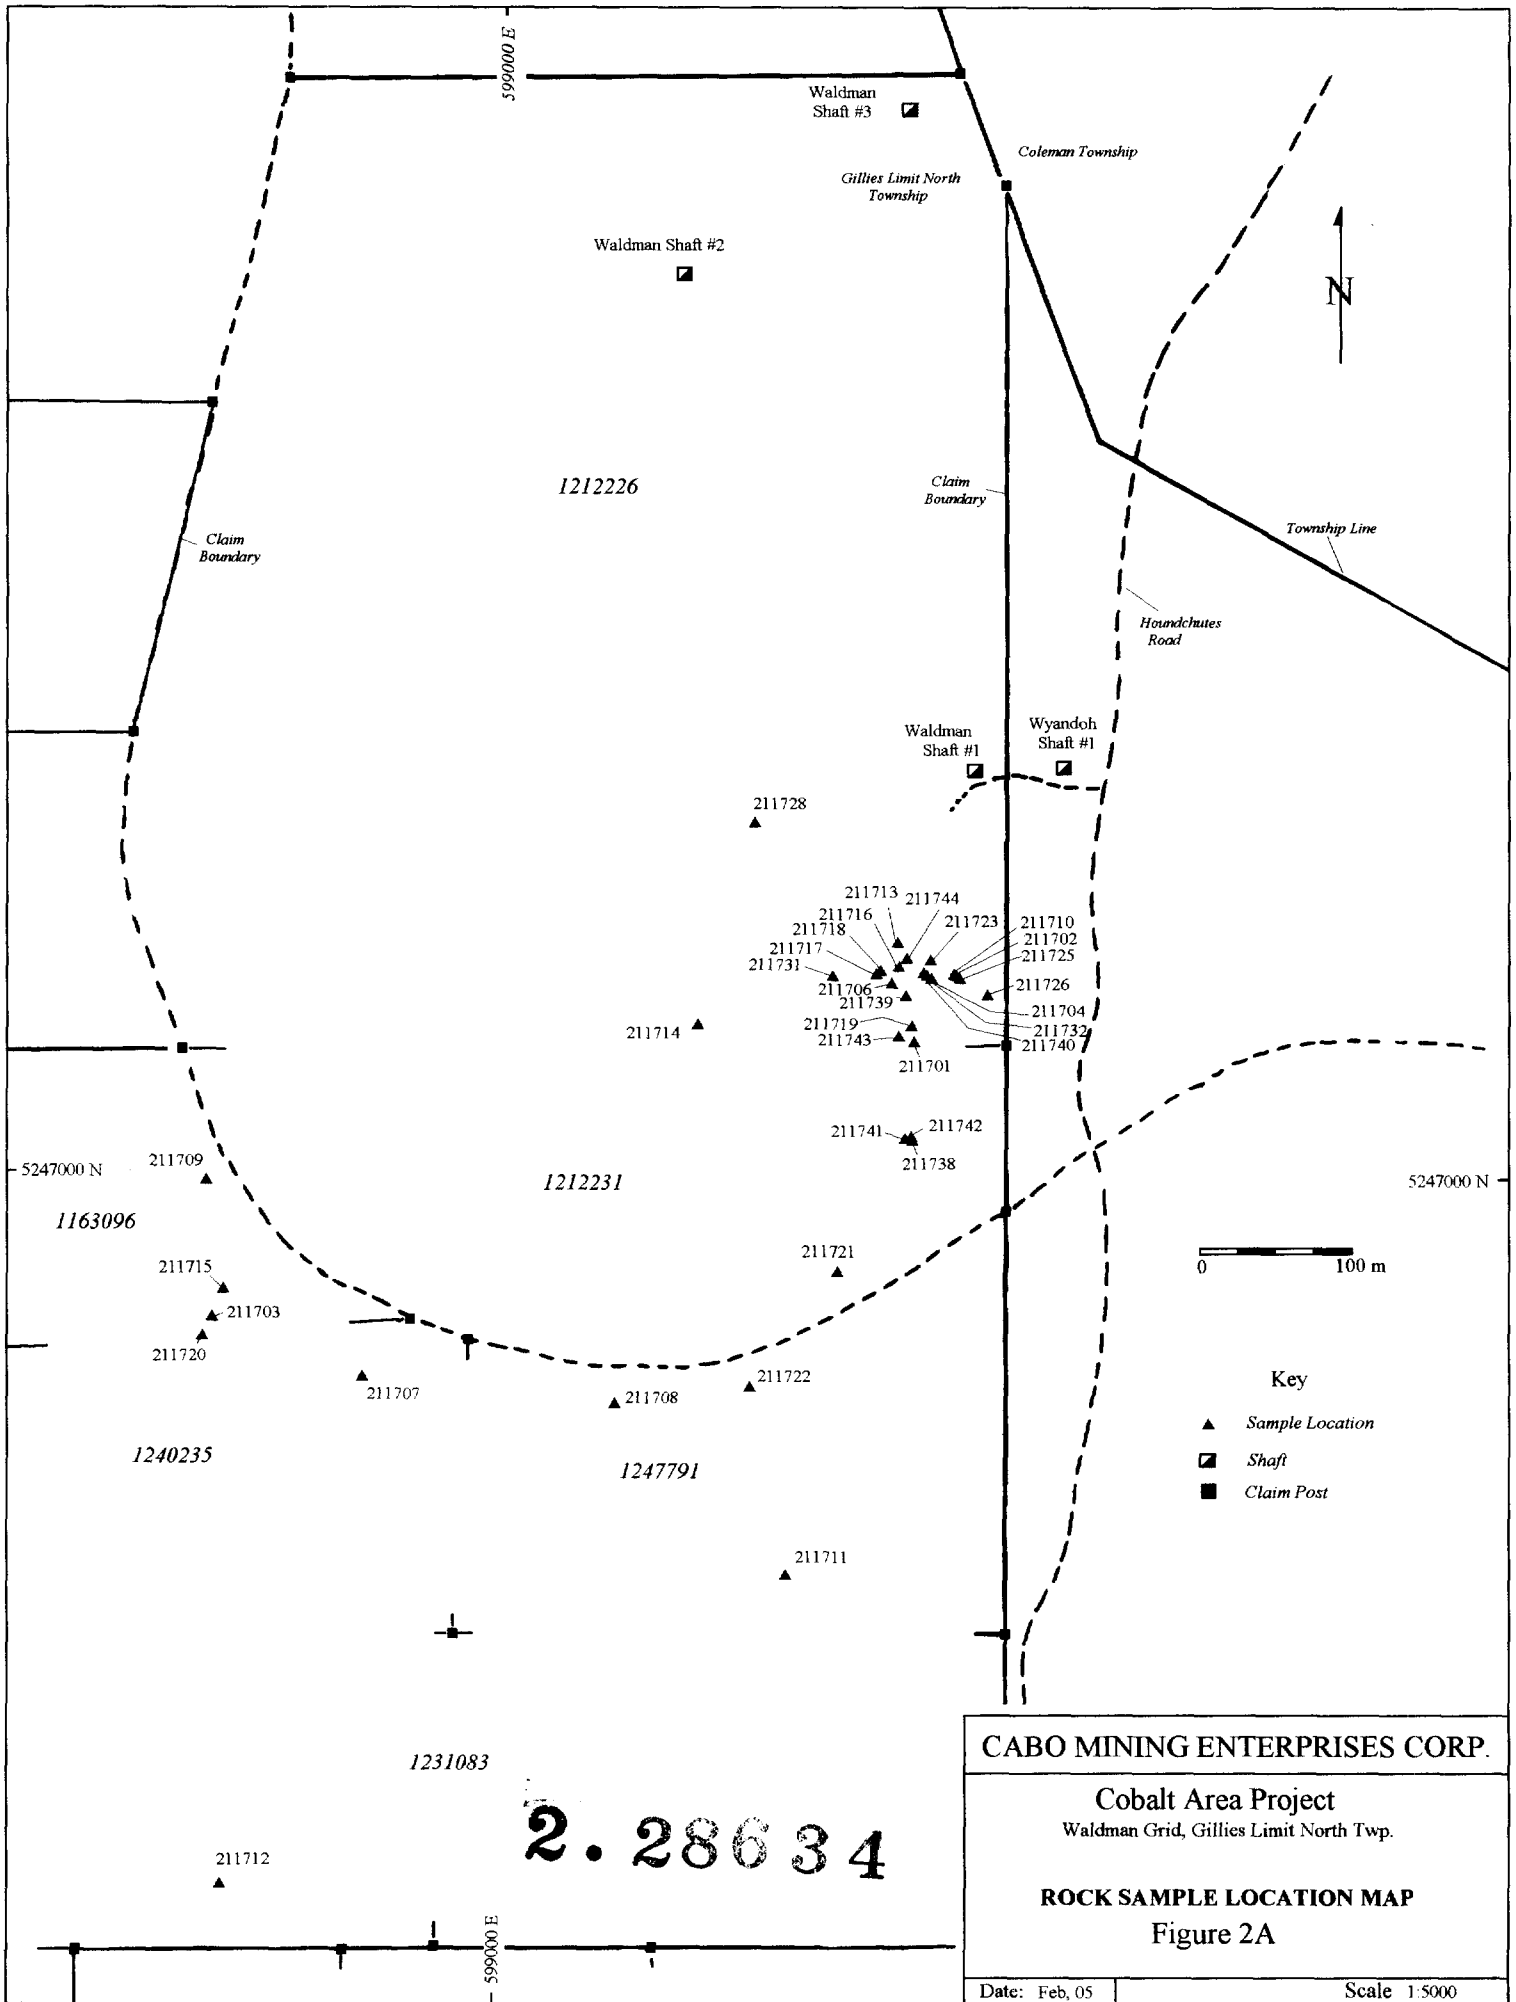 599000 E
Waldman
Shaft #3
Coleman Township
Gillies Limit North
Township
Waldman Shaft #2
N
1212226
Claim
Boundary
Claim
Boundary
Township Line
Houndchutes
Road
Waldman
Shaft #1
Wyandoh
Shaft #1
211728
211713
211744
211716
211723
211710
211718
211702
211717
211725
211731
211726
211706
211739
211704
211714
211719
211732
211743
211740
211701
211741
211742
211738
211709
5247000 N
5247000 N
1212231
1163096
211721
211715
0
100 m
211703
211720
211707
211708
211722
Key
Sample Location
Shaft
Claim Post
1240235
1247791
211711
1231083
2.28634
211712
599000 E
CABO MINING ENTERPRISES CORP.
Cobalt Area Project
Waldman Grid, Gillies Limit North Twp.
ROCK SAMPLE LOCATION MAP
Figure 2A
Date: Feb, 05
Scale 1:5000